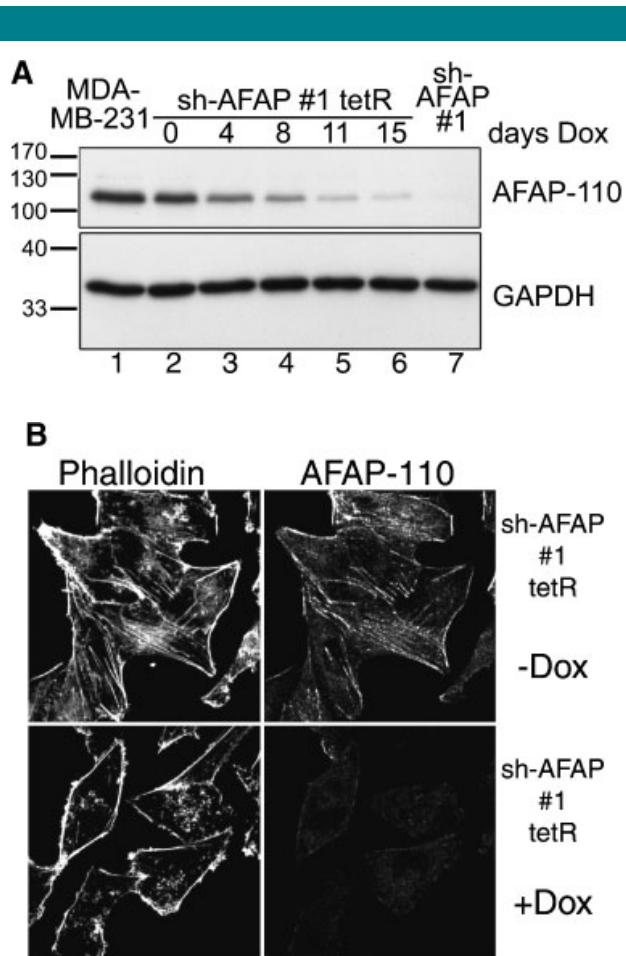 A
MDA-
MB-231
sh-AFAP #1 tetR
sh-
AFAP
#1
0 4 8 11 15 days Dox
170
130
100
AFAP-110
40
33
GAPDH
1 2 3 4 5 6 7
B
Phalloidin AFAP-110
sh-AFAP
#1
tetR
-Dox
sh-AFAP
#1
tetR
+Dox